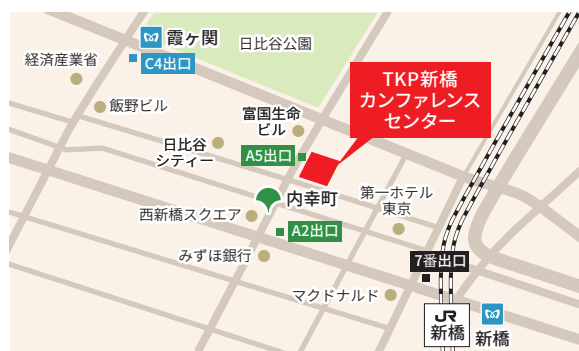 霞ケ関
日比谷公園
経済産業省
C4出口
TKP新橋
カンファレンス
センター
飯野ビル
富国生命
ビル
日比谷
シティー
A5出口
内幸町
第一ホテル
東京
西新橋スクエア
A2出口
みずほ銀行
7番出口
マクドナルド
JR
新橋
新橋